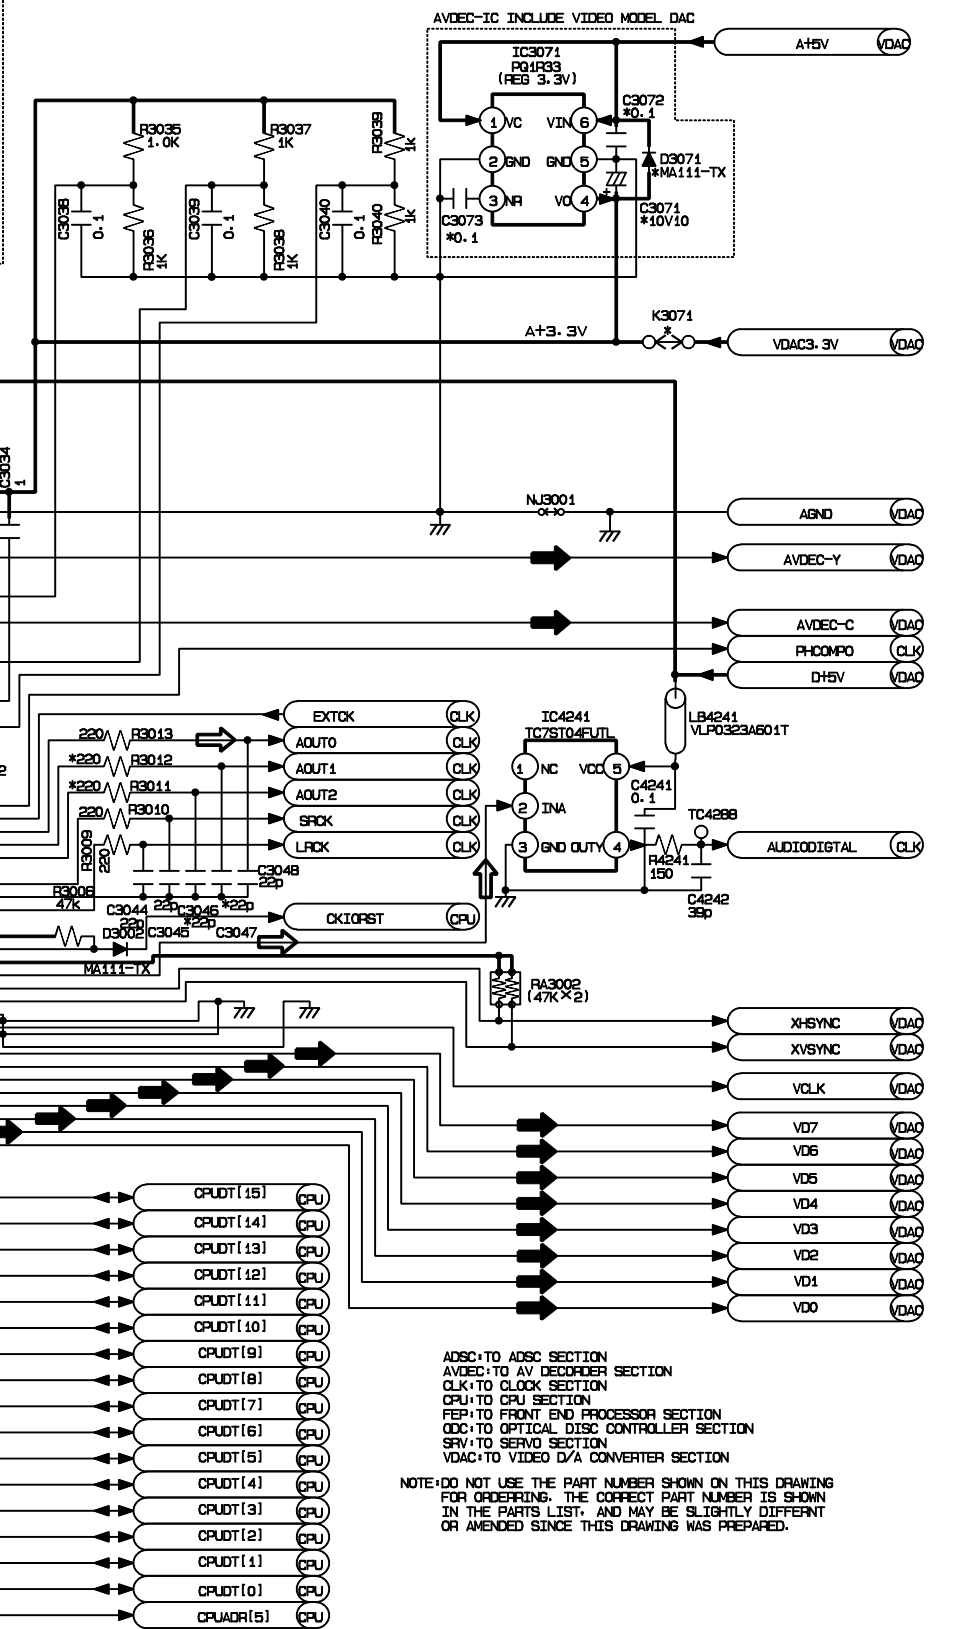 AVDEC-IC INCLUDE VIDEO MODEL DAC
A+5V
VDAC
IC3071
PQ1R33
(REG 3.3V)
C3072
*0.1
1 VC
VIN 6
2 GND
GND 5
3 NR
VO 4
D3071
*MA111-TX
C3073
*0.1
+
C3071
*10V10
R3035
1.0K
R3037
1K
R3039
1k
C3038
0.1
R3036
1K
C3039
0.1
R3038
1K
C3040
0.1
R3040
1k
A+3.3V
K3071
*
VDAC3.3V
VDAC
C3034
1
NJ3001
AGND
VDAC
AVDEC-Y
VDAC
AVDEC-C
VDAC
PHCOMPO
CLK
D+5V
VDAC
EXTCK
CLK
220
R3013
AOUT0
CLK
*220
R3012
AOUT1
CLK
*220
R3011
AOUT2
CLK
220
R3010
SRCK
CLK
R3009
220
LRCK
CLK
IC4241
TC7ST04FUTL
1 NC
VCC 5
2 INA
3 GND
OUTY 4
LB4241
VLP0323A601T
C4241
0.1
TC4288
R4241
150
AUDIODIGTAL
CLK
C4242
39p
C3048
22p
R3006
47k
C3044
22p
22p
C3046
*22p
*22p
D3002
C3045
C3047
MA111-TX
CKIORST
CPU
RA3002
(47K×2)
XHSYNC
VDAC
XVSYNC
VDAC
VCLK
VDAC
VD7
VDAC
VD6
VDAC
VD5
VDAC
VD4
VDAC
VD3
VDAC
VD2
VDAC
VD1
VDAC
VD0
VDAC
CPUDT[15]
CPU
CPUDT[14]
CPU
CPUDT[13]
CPU
CPUDT[12]
CPU
CPUDT[11]
CPU
CPUDT[10]
CPU
CPUDT[9]
CPU
CPUDT[8]
CPU
CPUDT[7]
CPU
CPUDT[6]
CPU
CPUDT[5]
CPU
CPUDT[4]
CPU
CPUDT[3]
CPU
CPUDT[2]
CPU
CPUDT[1]
CPU
CPUDT[0]
CPU
CPUADR[5]
CPU
ADSC:TO ADSC SECTION
AVDEC:TO AV DECORDER SECTION
CLK:TO CLOCK SECTION
CPU:TO CPU SECTION
FEP:TO FRONT END PROCESSOR SECTION
ODC:TO OPTICAL DISC CONTROLLER SECTION
SRV:TO SERVO SECTION
VDAC:TO VIDEO D/A CONVERTER SECTION
NOTE:DO NOT USE THE PART NUMBER SHOWN ON THIS DRAWING
FOR ORDERRING. THE CORRECT PART NUMBER IS SHOWN
IN THE PARTS LIST, AND MAY BE SLIGHTLY DIFFERNT
OR AMENDED SINCE THIS DRAWING WAS PREPARED.